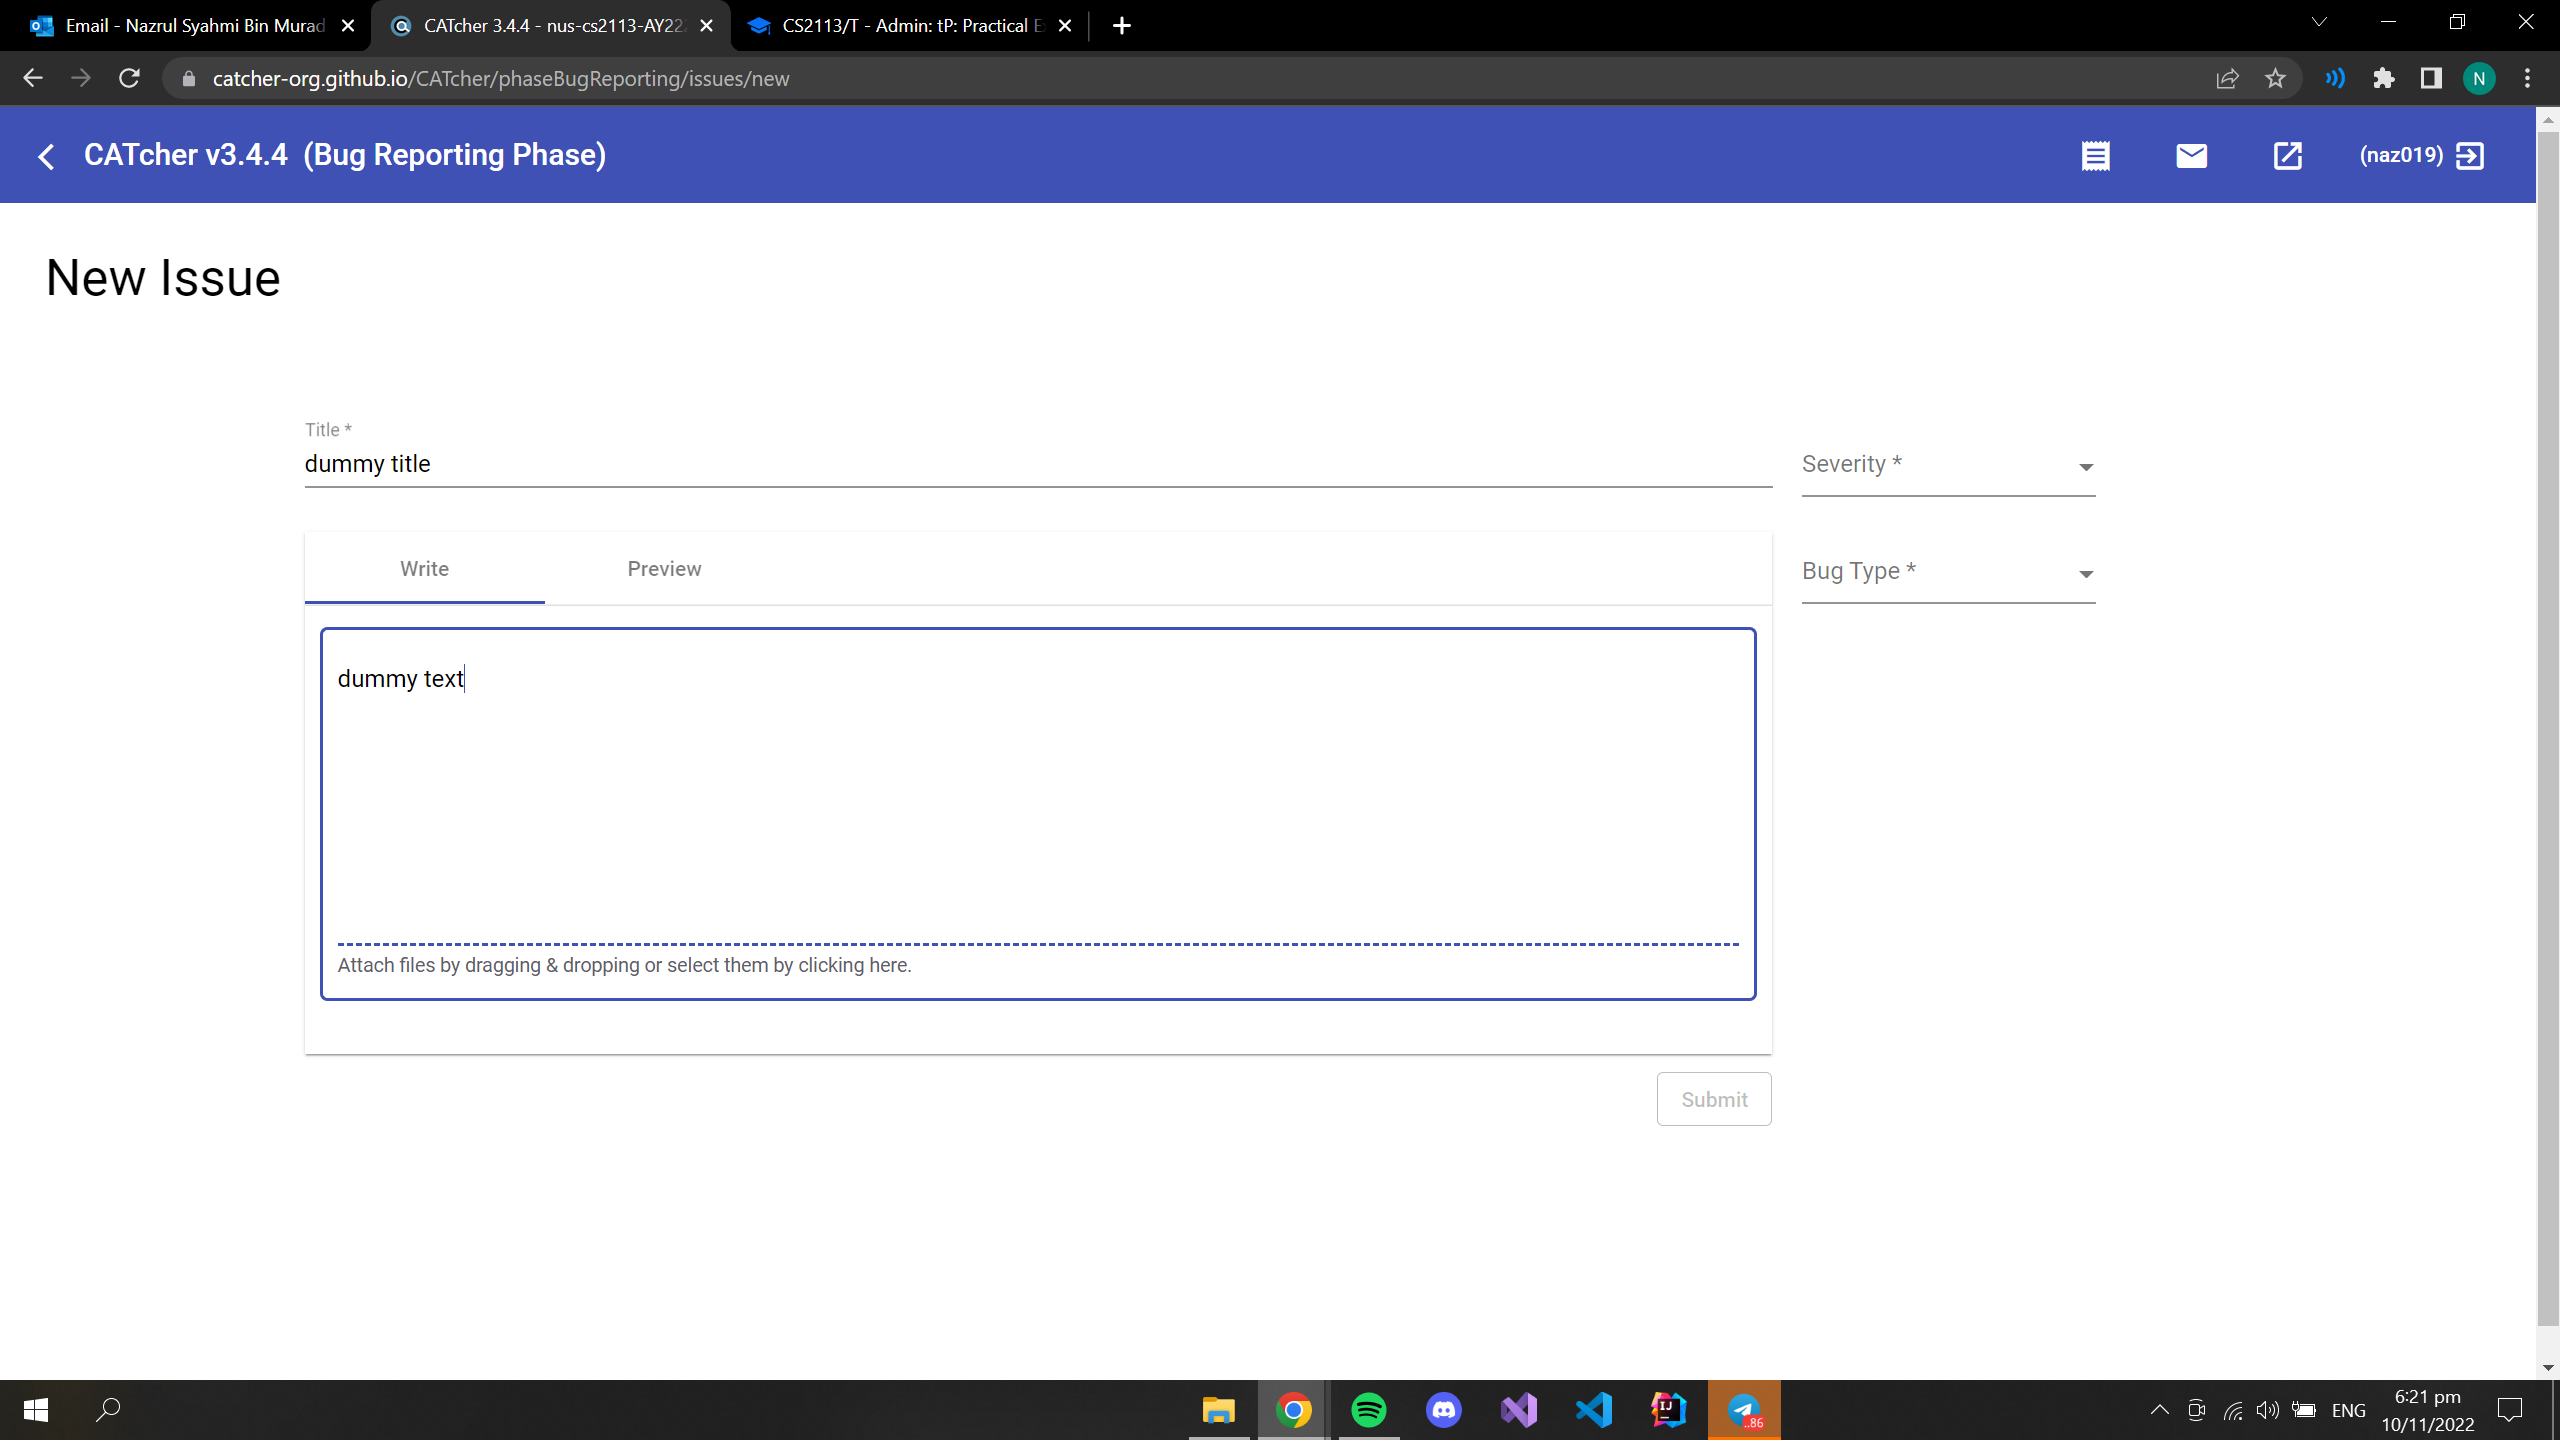 Email - Nazrul Syahmi Bin Murad
CATcher 3.4.4 - nus-cs2113-AY222
CS2113/T - Admin: tP: Practical E
catcher-org.github.io/CATcher/phaseBugReporting/issues/new
N
CATcher v3.4.4 (Bug Reporting Phase)
(naz019)
New Issue
Title *
dummy title
Severity *
Write
Preview
Bug Type *
dummy text
Attach files by dragging & dropping or select them by clicking here.
Submit
IJ
..86
ENG
6:21 pm
10/11/2022